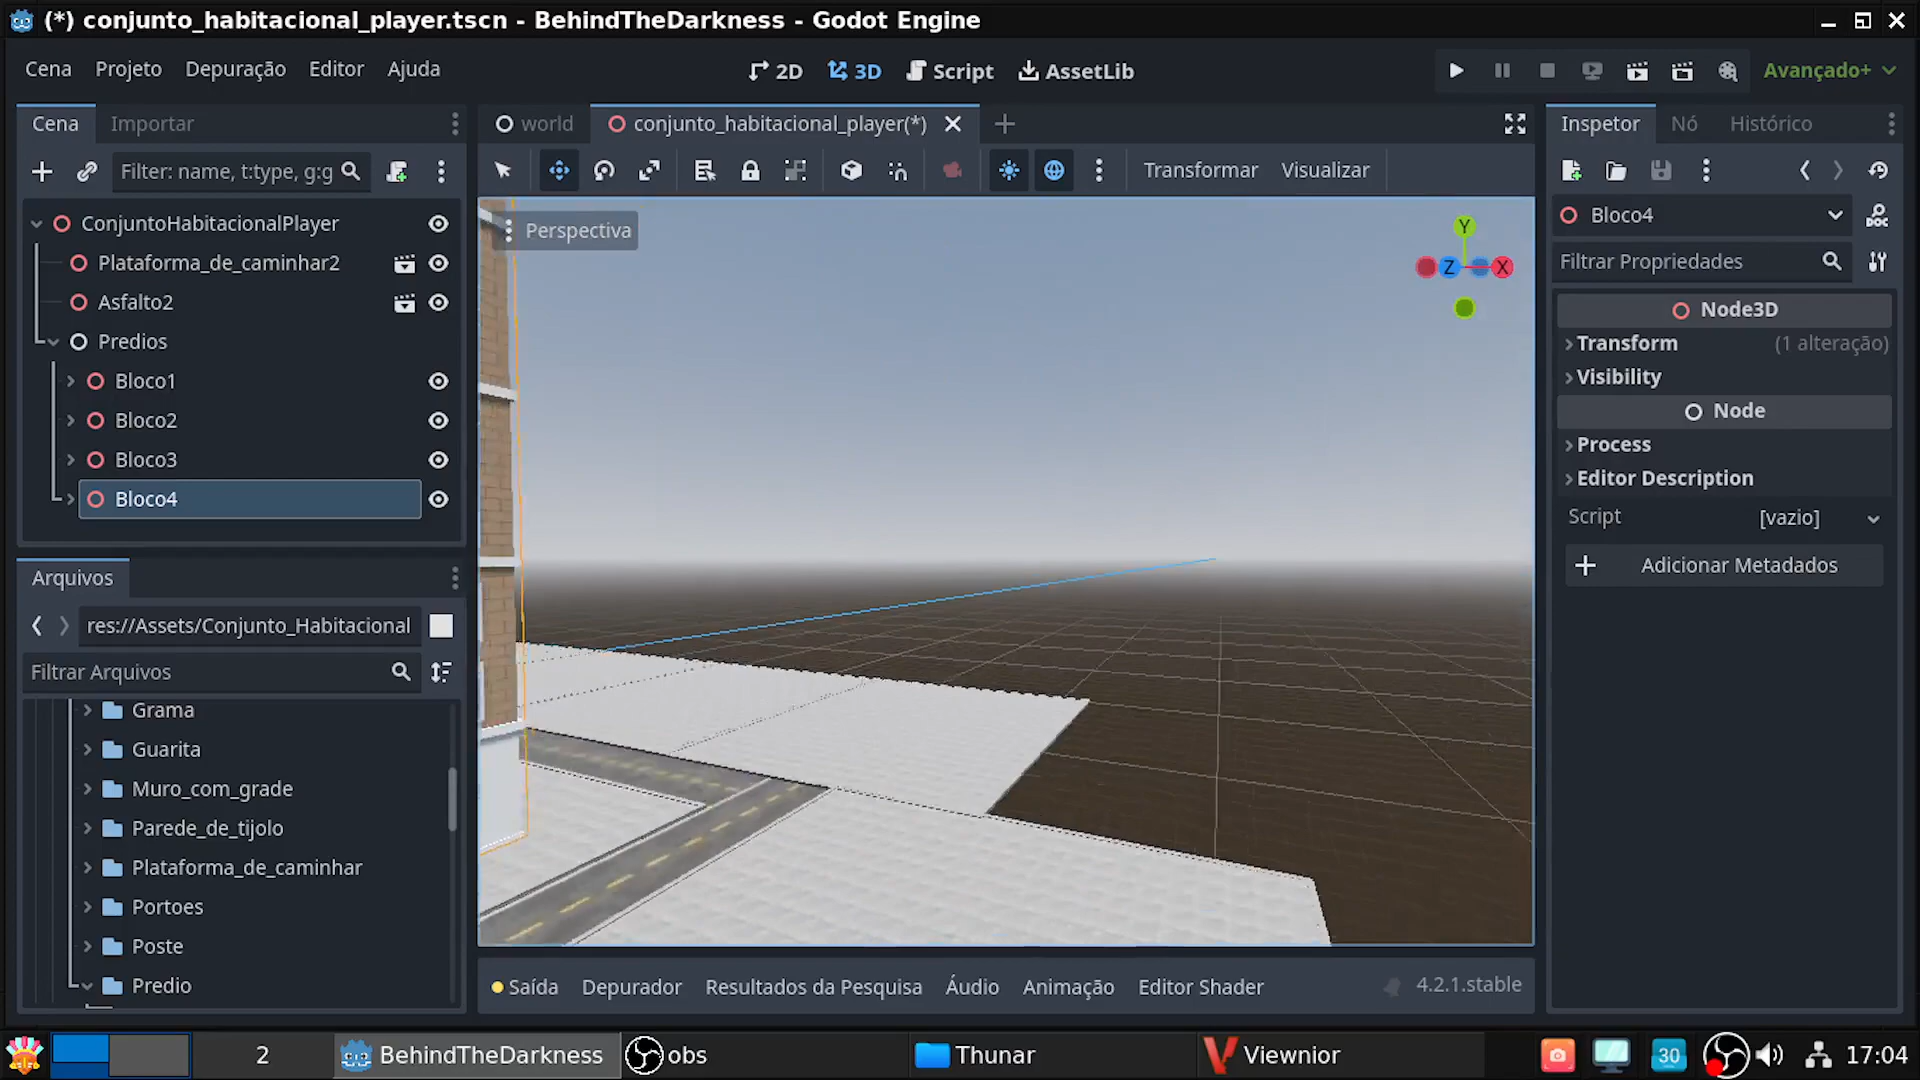 (*) conjunto_habitacional_player.tscn - BehindTheDarkness - Godot Engine
Cena Projeto Depuração Editor Ajuda
2D 3D Script AssetLib
Avançado+
Cena Importar
world conjunto_habitacional_player(*)
Inspetor Nó Histórico
Filter: name, t:type, g:g
Transformar Visualizar
Perspectiva
Y
Z X
ConjuntoHabitacionalPlayer
Plataforma_de_caminhar2
Asfalto2
Predios
Bloco1
Bloco2
Bloco3
Bloco4
Bloco4
Filtrar Propriedades
Node3D
Transform (1 alteração)
Visibility
Node
Process
Editor Description
Script [vazio]
Adicionar Metadados
Arquivos
res://Assets/Conjunto_Habitacional
Filtrar Arquivos
Grama
Guarita
Muro_com_grade
Parede_de_tijolo
Plataforma_de_caminhar
Portoes
Poste
Predio
Saída Depurador Resultados da Pesquisa Áudio Animação Editor Shader 4.2.1.stable
2 BehindTheDarkness obs Thunar Viewnior 30 17:04